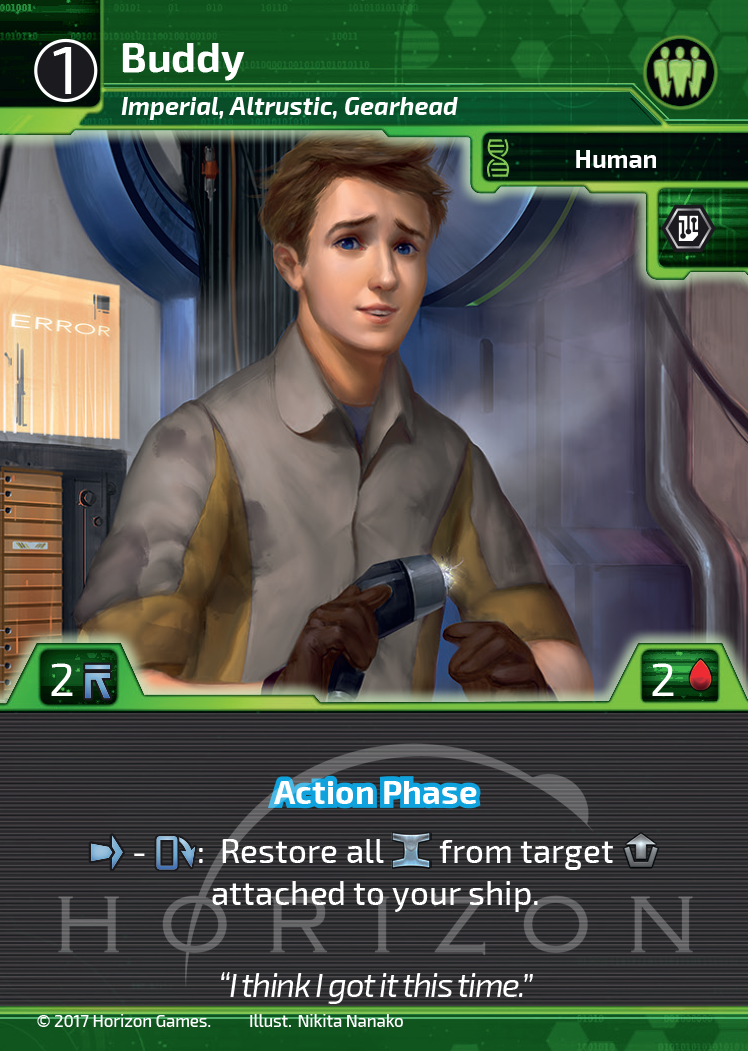 1
Buddy
Imperial, Altrustic, Gearhead
Human
ERROR
2
2
Action Phase
- : Restore all from target
attached to your ship.
HORIZON
“I think I got it this time.”
© 2017 Horizon Games. Illust. Nikita Nanako